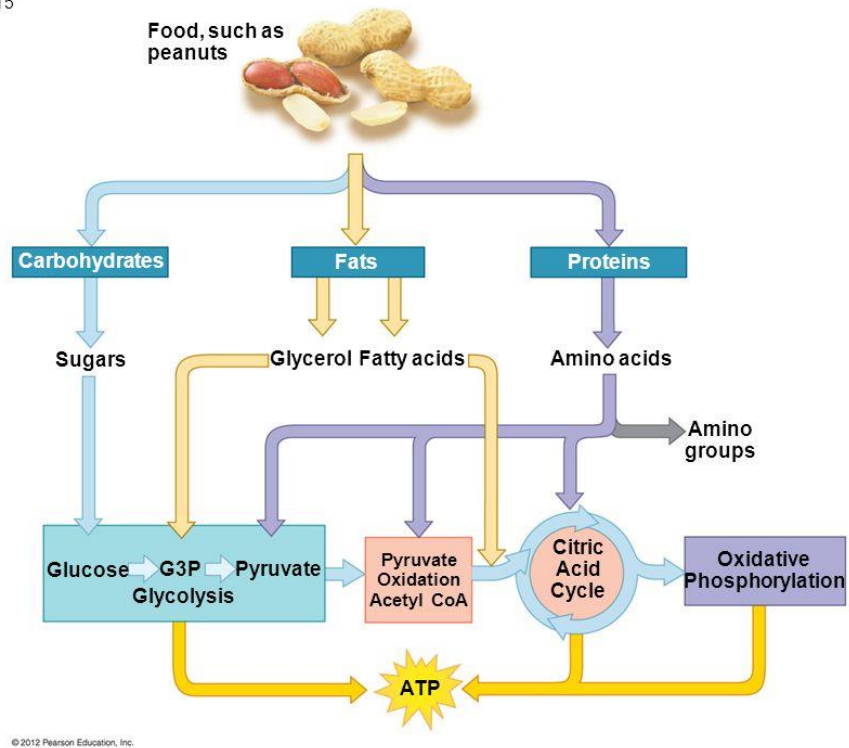 15
Food, such as
peanuts
Carbohydrates
Fats
Proteins
Sugars
Glycerol Fatty acids
Amino acids
Amino
groups
Glucose
G3P
Pyruvate
Glycolysis
Pyruvate
Oxidation
Acetyl CoA
Citric
Acid
Cycle
Oxidative
Phosphorylation
ATP
© 2012 Pearson Education, Inc.